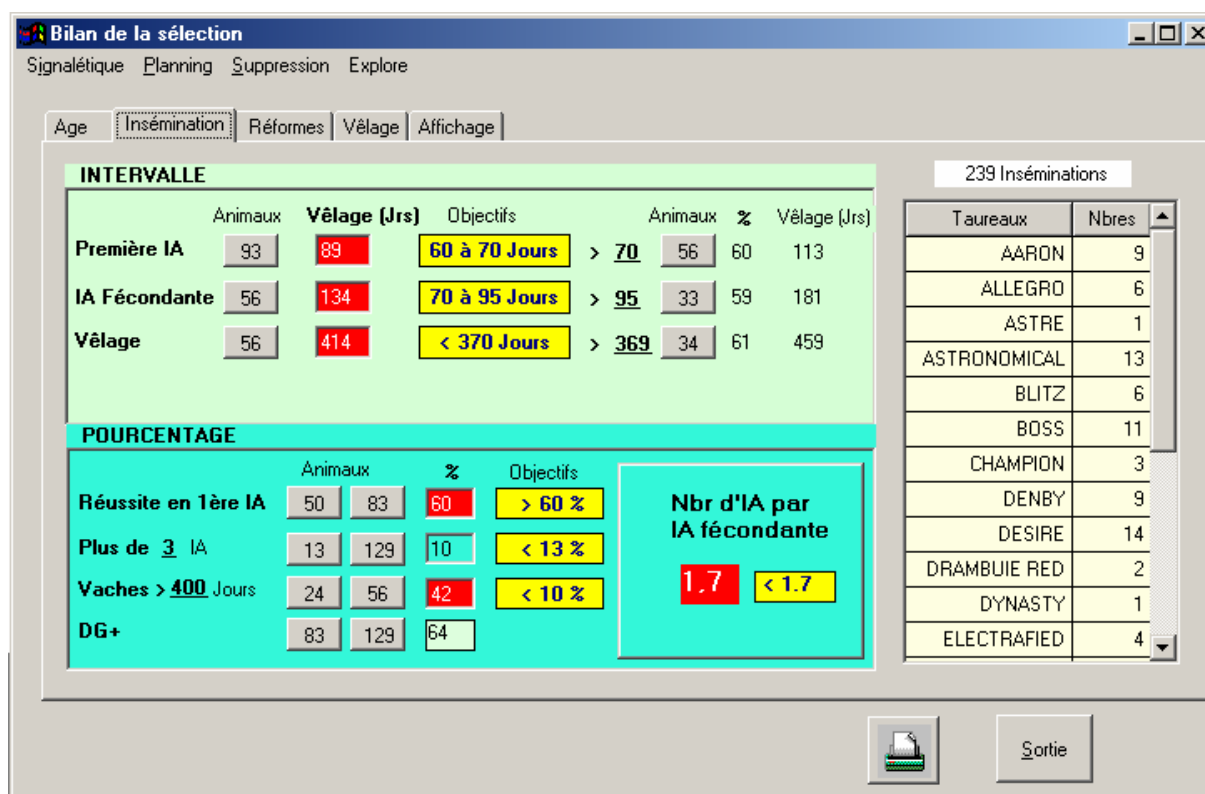 Bilan de la sélection
Signalétique Planning Suppression Explore
Age Insémination Réformes Vêlage Affichage
INTERVALLE
Animaux Vêlage (Jrs) Objectifs Animaux % Vêlage (Jrs)
Première IA 93 89 60 à 70 Jours > 70 56 60 113
IA Fécondante 56 134 70 à 95 Jours > 95 33 59 181
Vêlage 56 414 < 370 Jours > 369 34 61 459
POURCENTAGE
Animaux % Objectifs
Réussite en 1ère IA 50 83 60 > 60 %
Plus de 3 IA 13 129 10 < 13 %
Vaches > 400 Jours 24 56 42 < 10 %
DG+ 83 129 64
Nbr d'IA par
IA fécondante
1,7 < 1.7
239 Inséminations
Taureaux Nbres
AARON 9
ALLEGRO 6
ASTRE 1
ASTRONOMICAL 13
BLITZ 6
BOSS 11
CHAMPION 3
DENBY 9
DESIRE 14
DRAMBUIE RED 2
DYNASTY 1
ELECTRAFIED 4
Sortie